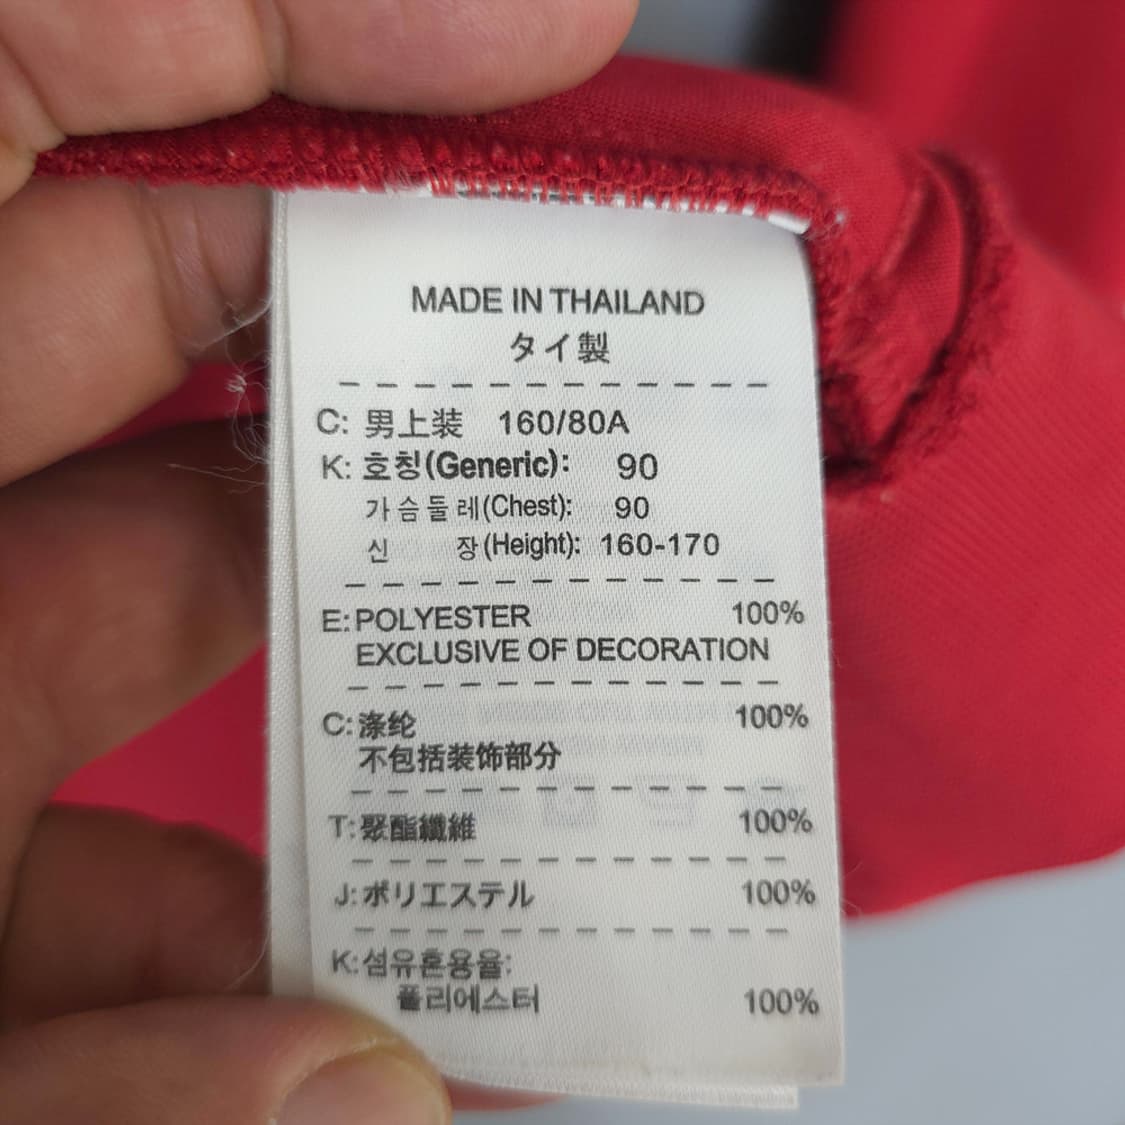 MADE IN THAILAND
タイ製
C: 男上装 160/80A
K: 호칭(Generic): 90
가슴둘레(Chest): 90
신 장(Height): 160-170
E: POLYESTER 100%
EXCLUSIVE OF DECORATION
C: 涤纶 100%
不包括装饰部分
T: 聚酯纖維 100%
J: ポリエステル 100%
K: 섬유혼용율:
폴리에스터 100%